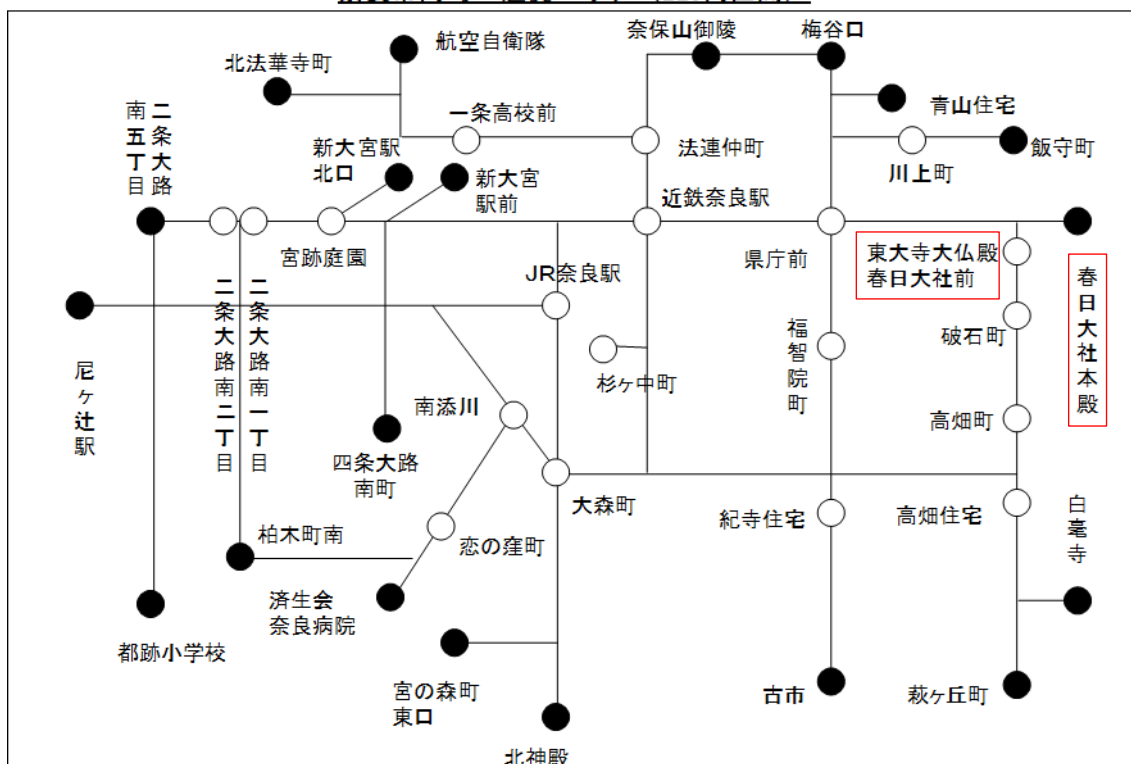 奈保山御陵
梅谷口
航空自衛隊
北法華寺町
青山住宅
一条高校前
二条大路
南五丁目
新大宮駅
北口
法連仲町
川上町
飯守町
新大宮
駅前
近鉄奈良駅
宮跡庭園
県庁前
東大寺大仏殿
春日大社前
春日大社本殿
JR奈良駅
二条大路南二丁目
二条大路南一丁目
福智院町
破石町
尼ヶ辻駅
杉ヶ中町
南添川
高畑町
四条大路
南町
大森町
紀寺住宅
高畑住宅
白毫寺
柏木町南
恋の窪町
済生会
奈良病院
都跡小学校
宮の森町
東口
古市
萩ヶ丘町
北神殿